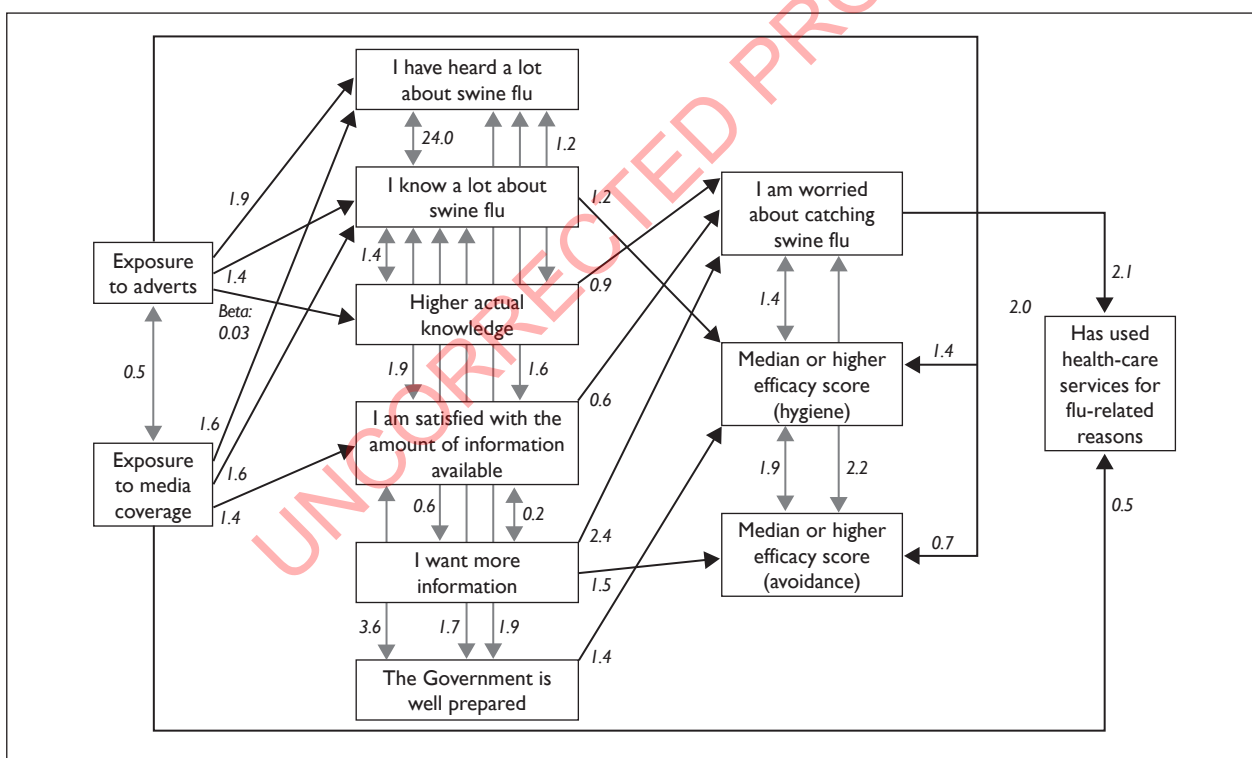 I have heard a lot
about swine flu
24.0
1.2
I know a lot about
swine flu
1.2
I am worried
about catching
swine flu
1.9
Exposure
to adverts
1.4
1.4
Higher actual
knowledge
0.9
1.4
2.1
Beta:
0.03
2.0
Has used
health-care
services for
flu-related
reasons
Median or higher
efficacy score
(hygiene)
1.4
0.5
1.9
1.6
0.6
I am satisfied with the
amount of information
available
1.6
Exposure
to media
coverage
1.6
1.4
1.9
2.2
0.6
0.2
0.5
2.4
I want more
information
1.5
Median or higher
efficacy score
(avoidance)
0.7
3.6
1.7
1.9
1.4
The Government is
well prepared
UNCORRECTED PRO